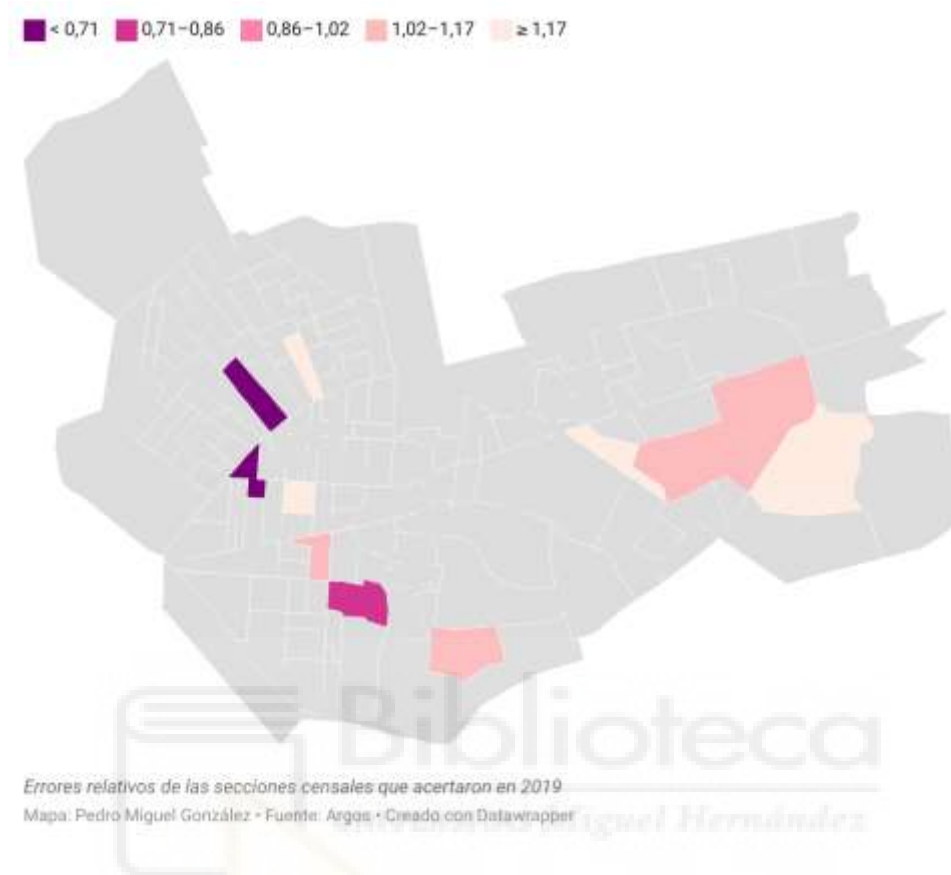 < 0,71 0,71–0,86 0,86–1,02 1,02–1,17 ≥ 1,17
Biblioteca
Errores relativos de las secciones censales que acertaron en 2019
Mapa: Pedro Miguel González • Fuente: Argos • Creado con Datawrapper
Miguel Hernández